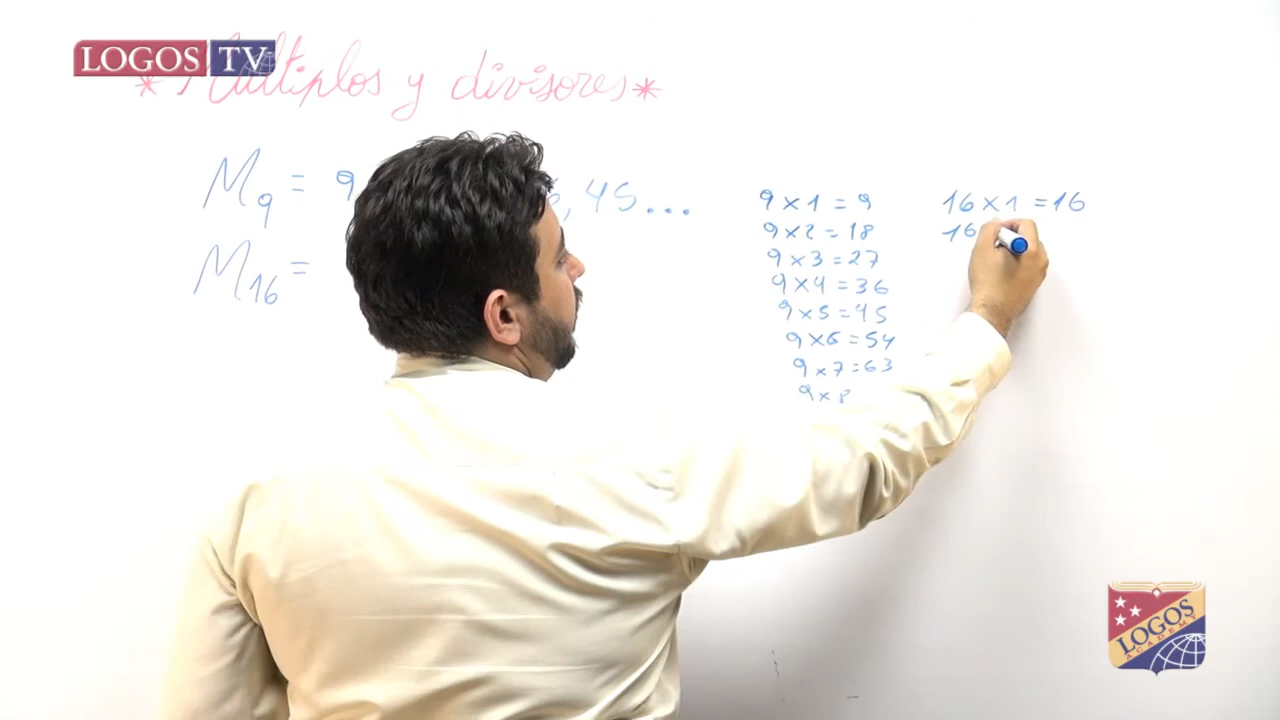 LOGOS TV
* Múltiplos y divisores *
M9 = 9 , 45...
M16 =
9 x 1 = 9
9 x 2 = 18
9 x 3 = 27
9 x 4 = 36
9 x 5 = 45
9 x 6 = 54
9 x 7 = 63
9 x 8
16 x 1 = 16
16
LOGOS
ACADEMY